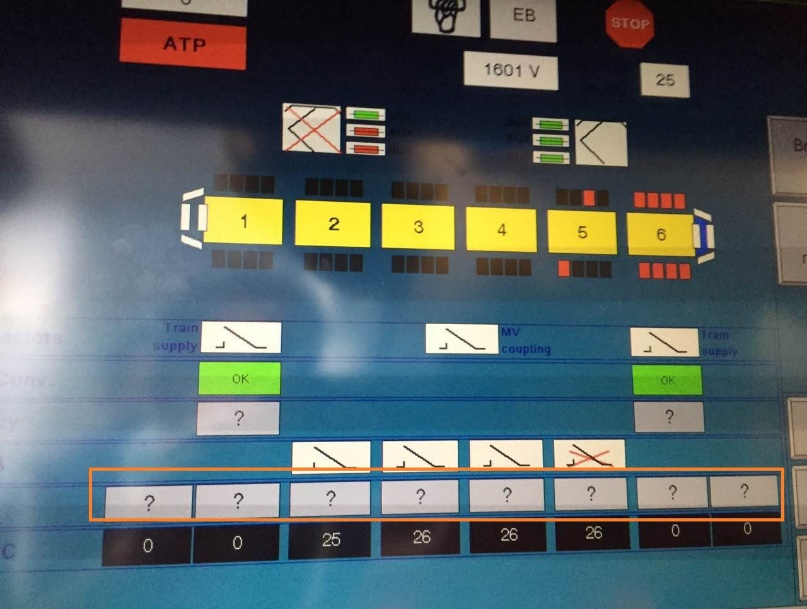 ATP
EB
STOP
1601 V
25
1 2 3 4 5 6
Train
supply
MV
coupling
Train
supply
OK OK
? ?
? ? ? ? ? ? ? ?
C 0 0 25 26 26 26 0 0